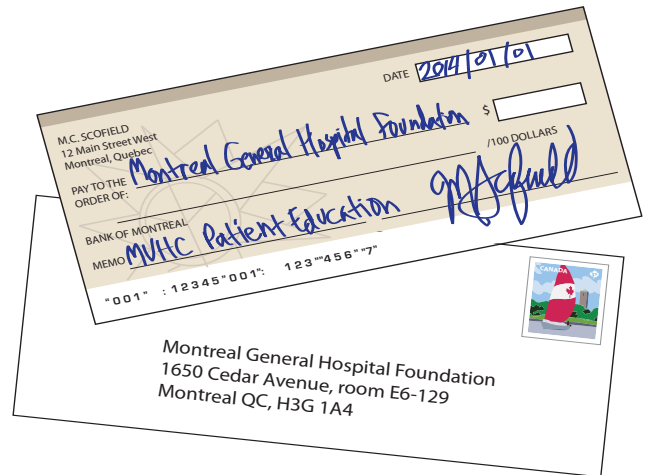 DATE 2014/01/01
M.C. SCOFIELD
12 Main Street West
Montreal, Quebec
PAY TO THE
ORDER OF: Montreal General Hospital Foundation $
/100 DOLLARS
BANK OF MONTREAL
MEMO MUHC Patient Education
"001" : 12345"001": 123""456""7"
CANADA
Montreal General Hospital Foundation
1650 Cedar Avenue, room E6-129
Montreal QC, H3G 1A4